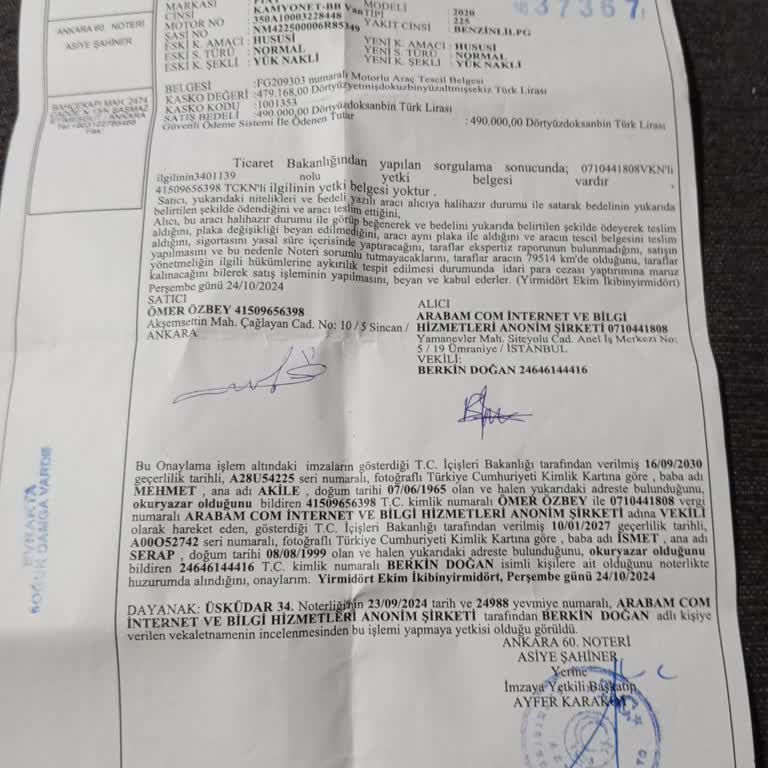 MARKASI
CİNSİ KAMYONET-BB Van TİPİ
MODELİ 2020
MOTOR NO 350A10003228448 225
ŞASİ NO NM422500006R85349 YAKIT CİNSİ BENZİNLİLPG
ESKİ K. AMACI : HUSUSİ YENİ K. AMACI : HUSUSİ
ESKİ S. TÜRÜ : NORMAL YENİ S. TÜRÜ : NORMAL
ESKİ K. ŞEKLİ : YÜK NAKLİ YENİ K. ŞEKLİ : YÜK NAKLİ
ANKARA 60. NOTERİ
ASİYE ŞAHİNER
BELGESİ :FG209303 numaralı Motorlu Araç Tescil Belgesi
KASKO DEĞERİ :479.168,00 Dörtyüzyetmişdokuzbinyüzaltmışsekiz Türk Lirası
KASKO KODU :1001353
SATIŞ BEDELİ :490.000,00 Dörtyüzdoksanbin Türk Lirası
Güvenli Ödeme Sistemi İle Ödenen Tutar : 490.000,00 Dörtyüzdoksanbin Türk Lirası
BAHÇEKAPI MAH. 2474
ETİMESGUT / ANKARA
Ticaret Bakanlığından yapılan sorgulama sonucunda; 0710441808VKN'li
ilgilinin3401139 nolu yetki belgesi vardır ,
41509656398 TCKN'li ilgilinin yetki belgesi yoktur .
Satıcı, yukarıdaki nitelikleri ve bedeli yazılı aracı alıcıya halihazır durumu ile satarak bedelinin yukarıda
belirtilen şekilde ödendiğini ve aracı teslim ettiğini,
Alıcı, bu aracı halihazır durumu ile görüp beğenerek ve bedelini yukarıda belirtilen şekilde ödeyerek teslim
aldığını, plaka değişikliği beyan edilmediğini, aracı aynı plaka ile aldığını ve aracın tescil belgesini teslim
aldığını, sigortasını yasal süre içerisinde yaptıracağını, taraflar ekspertiz raporunun bulunmadığını, satışın
yapılmasını ve bu nedenle Noteri sorumlu tutmayacaklarını, taraflar aracın 79514 km'de olduğunu, taraflar
yönetmeliğin ilgili hükümlerine aykırılık tespit edilmesi durumunda idari para cezası yaptırımına maruz
kalınacağını bilerek satış işleminin yapılmasını, beyan ve kabul ederler. (Yirmidört Ekim İkibinyirmidört)
Perşembe günü 24/10/2024
SATICI
ÖMER ÖZBEY 41509656398
Akşemsettin Mah. Çağlayan Cad. No: 10 / 5 Sincan /
ANKARA
ALICI
ARABAM COM İNTERNET VE BİLGİ
HİZMETLERİ ANONİM ŞİRKETİ 0710441808
Yamanevler Mah. Siteyolu Cad. Anel İş Merkezi No:
5 / 19 Ümraniye / İSTANBUL
VEKİLİ:
BERKİN DOĞAN 24646144416
EVRAKTA
SOĞUK DAMGA VARDIR
Bu Onaylama işlem altındaki imzaların gösterdiği T.C. İçişleri Bakanlığı tarafından verilmiş 16/09/2030
geçerlilik tarihli, A28U54225 seri numaralı, fotoğraflı Türkiye Cumhuriyeti Kimlik Kartına göre , baba adı
MEHMET , ana adı AKİLE , doğum tarihi 07/06/1965 olan ve halen yukarıdaki adreste bulunduğunu,
okuryazar olduğunu bildiren 41509656398 T.C. kimlik numaralı ÖMER ÖZBEY ile 0710441808 vergi
numaralı ARABAM COM İNTERNET VE BİLGİ HİZMETLERİ ANONİM ŞİRKETİ adına VEKİLİ
olarak hareket eden, gösterdiği T.C. İçişleri Bakanlığı tarafından verilmiş 10/01/2027 geçerlilik tarihli,
A00O52742 seri numaralı, fotoğraflı Türkiye Cumhuriyeti Kimlik Kartına göre , baba adı İSMET , ana adı
SERAP , doğum tarihi 08/08/1999 olan ve halen yukarıdaki adreste bulunduğunu, okuryazar olduğunu
bildiren 24646144416 T.C. kimlik numaralı BERKİN DOĞAN isimli kişilere ait olduğunu noterlikte
huzurumda alındığını, onaylarım. Yirmidört Ekim İkibinyirmidört, Perşembe günü 24/10/2024
DAYANAK: ÜSKÜDAR 34. Noterliğinin 23/09/2024 tarih ve 24988 yevmiye numaralı, ARABAM COM
İNTERNET VE BİLGİ HİZMETLERİ ANONİM ŞİRKETİ tarafından BERKİN DOĞAN adlı kişiye
verilen vekaletnamenin incelenmesinden bu işlemi yapmaya yetkisi olduğu görüldü.
ANKARA 60. NOTERİ
ASİYE ŞAHİNER
Yerine
İmzaya Yetkili Başkatip
AYFER KARAKOÇ